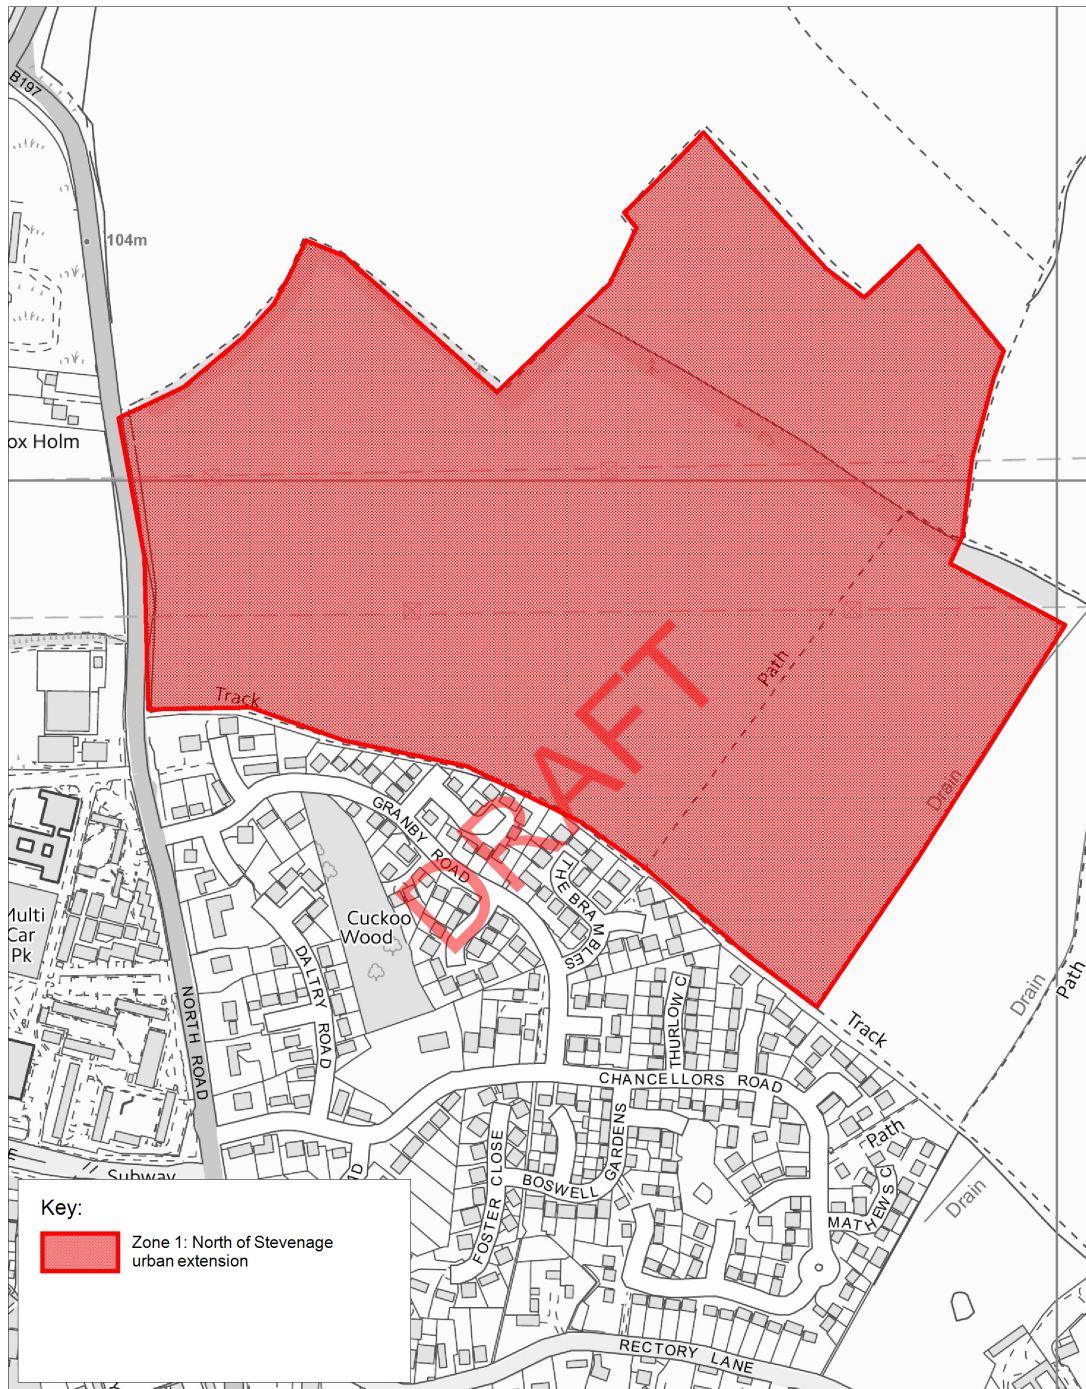 B197
104m
ox Holm
Track
Path
Drain
GRANBY ROAD
THE BRAMBLES
Cuckoo
Wood
DALTRY ROAD
Multi
Car
Pk
NORTH ROAD
DRAFT
THURLOW C
CHANCELLORS ROAD
Track
Drain
Path
Path
Subway
FOSTER CLOSE
BOSWELL GARDENS
MATHEWS C
Drain
RECTORY LANE
AD
Key:
Zone 1: North of Stevenage
urban extension